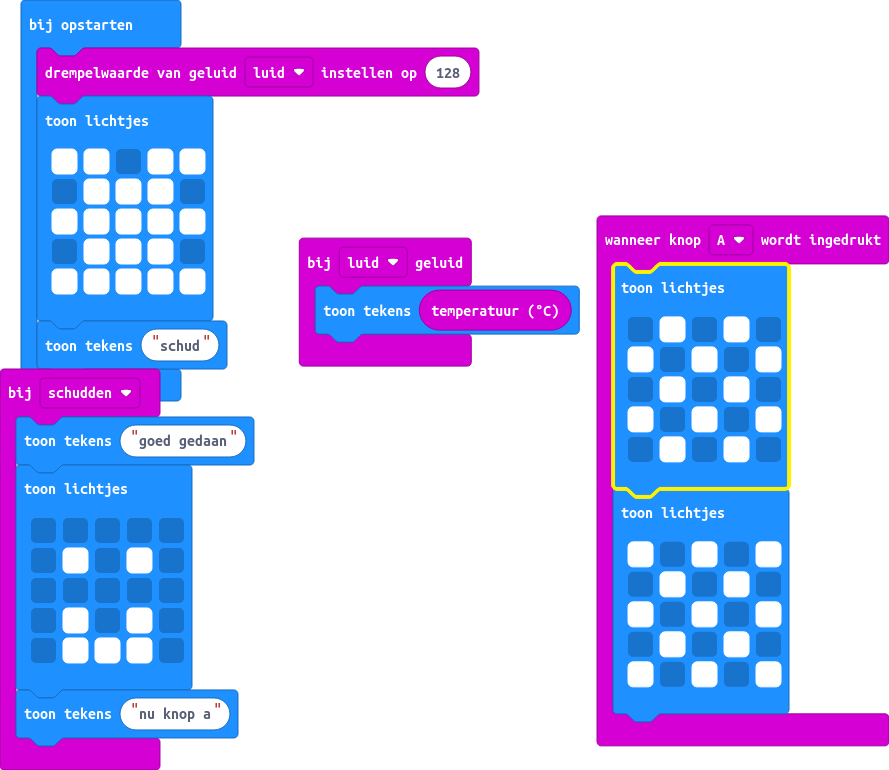 bij opstarten
drempelwaarde van geluid luid instellen op 128
toon lichtjes
toon tekens "schud"
bij schudden
toon tekens "goed gedaan"
toon lichtjes
toon tekens "nu knop a"
bij luid geluid
toon tekens temperatuur (°C)
wanneer knop A wordt ingedrukt
toon lichtjes
toon lichtjes